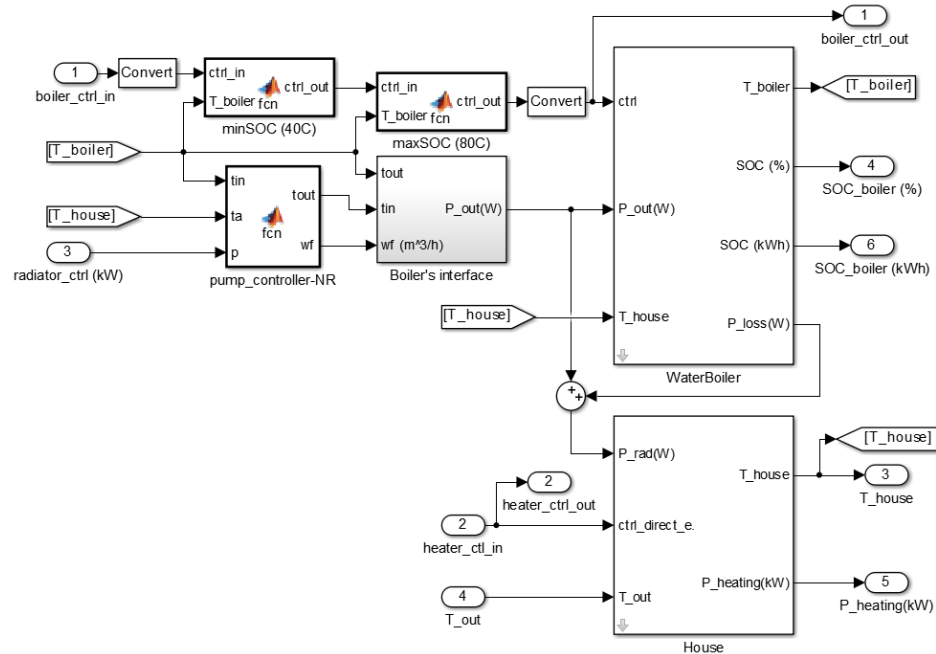 1
boiler_ctrl_out
1
boiler_ctrl_in
Convert
ctrl_in
T_boiler
fcn
ctrl_out
minSOC (40C)
ctrl_in
T_boiler
fcn
ctrl_out
maxSOC (80C)
Convert
ctrl
P_out(W)
T_house
T_boiler
SOC (%)
SOC (kWh)
P_loss(W)
WaterBoiler
[T_boiler]
4
SOC_boiler (%)
6
SOC_boiler (kWh)
[T_boiler]
[T_house]
3
radiator_ctrl (kW)
tin
ta
p
fcn
tout
wf
pump_controller-NR
tout
tin
wf (m^3/h)
P_out(W)
Boiler's interface
[T_house]
+
+
P_rad(W)
ctrl_direct_e.
T_out
T_house
P_heating(kW)
House
[T_house]
3
T_house
5
P_heating(kW)
2
heater_ctrl_out
2
heater_ctl_in
4
T_out